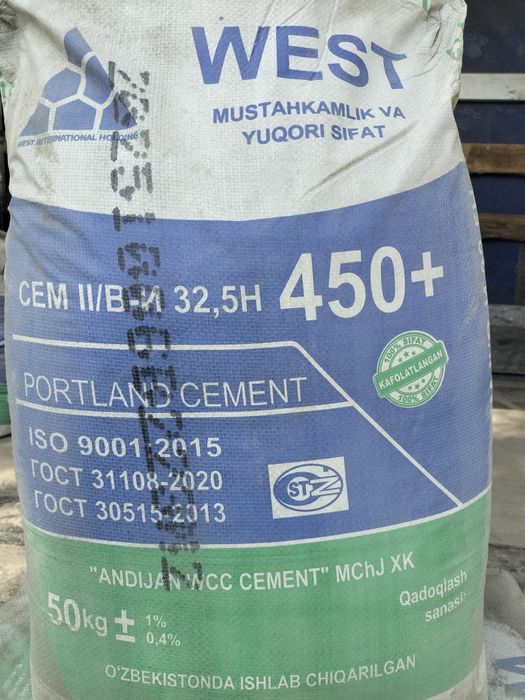 WEST
MUSTAHKAMLIK VA
YUQORI SIFAT
WEST INTERNATIONAL HOLDING
CEM II/B-И 32,5H 450+
PORTLAND CEMENT
100% SIFAT
KAFOLATLANGAN
100% SIFAT
ISO 9001:2015
ГОСТ 31108-2020
ГОСТ 30515-2013
"ANDIJAN WCC CEMENT" MChJ XK
50kg ± 1%
0,4%
Qadoqlash
sanasi:
O'ZBEKISTONDA ISHLAB CHIQARILGAN